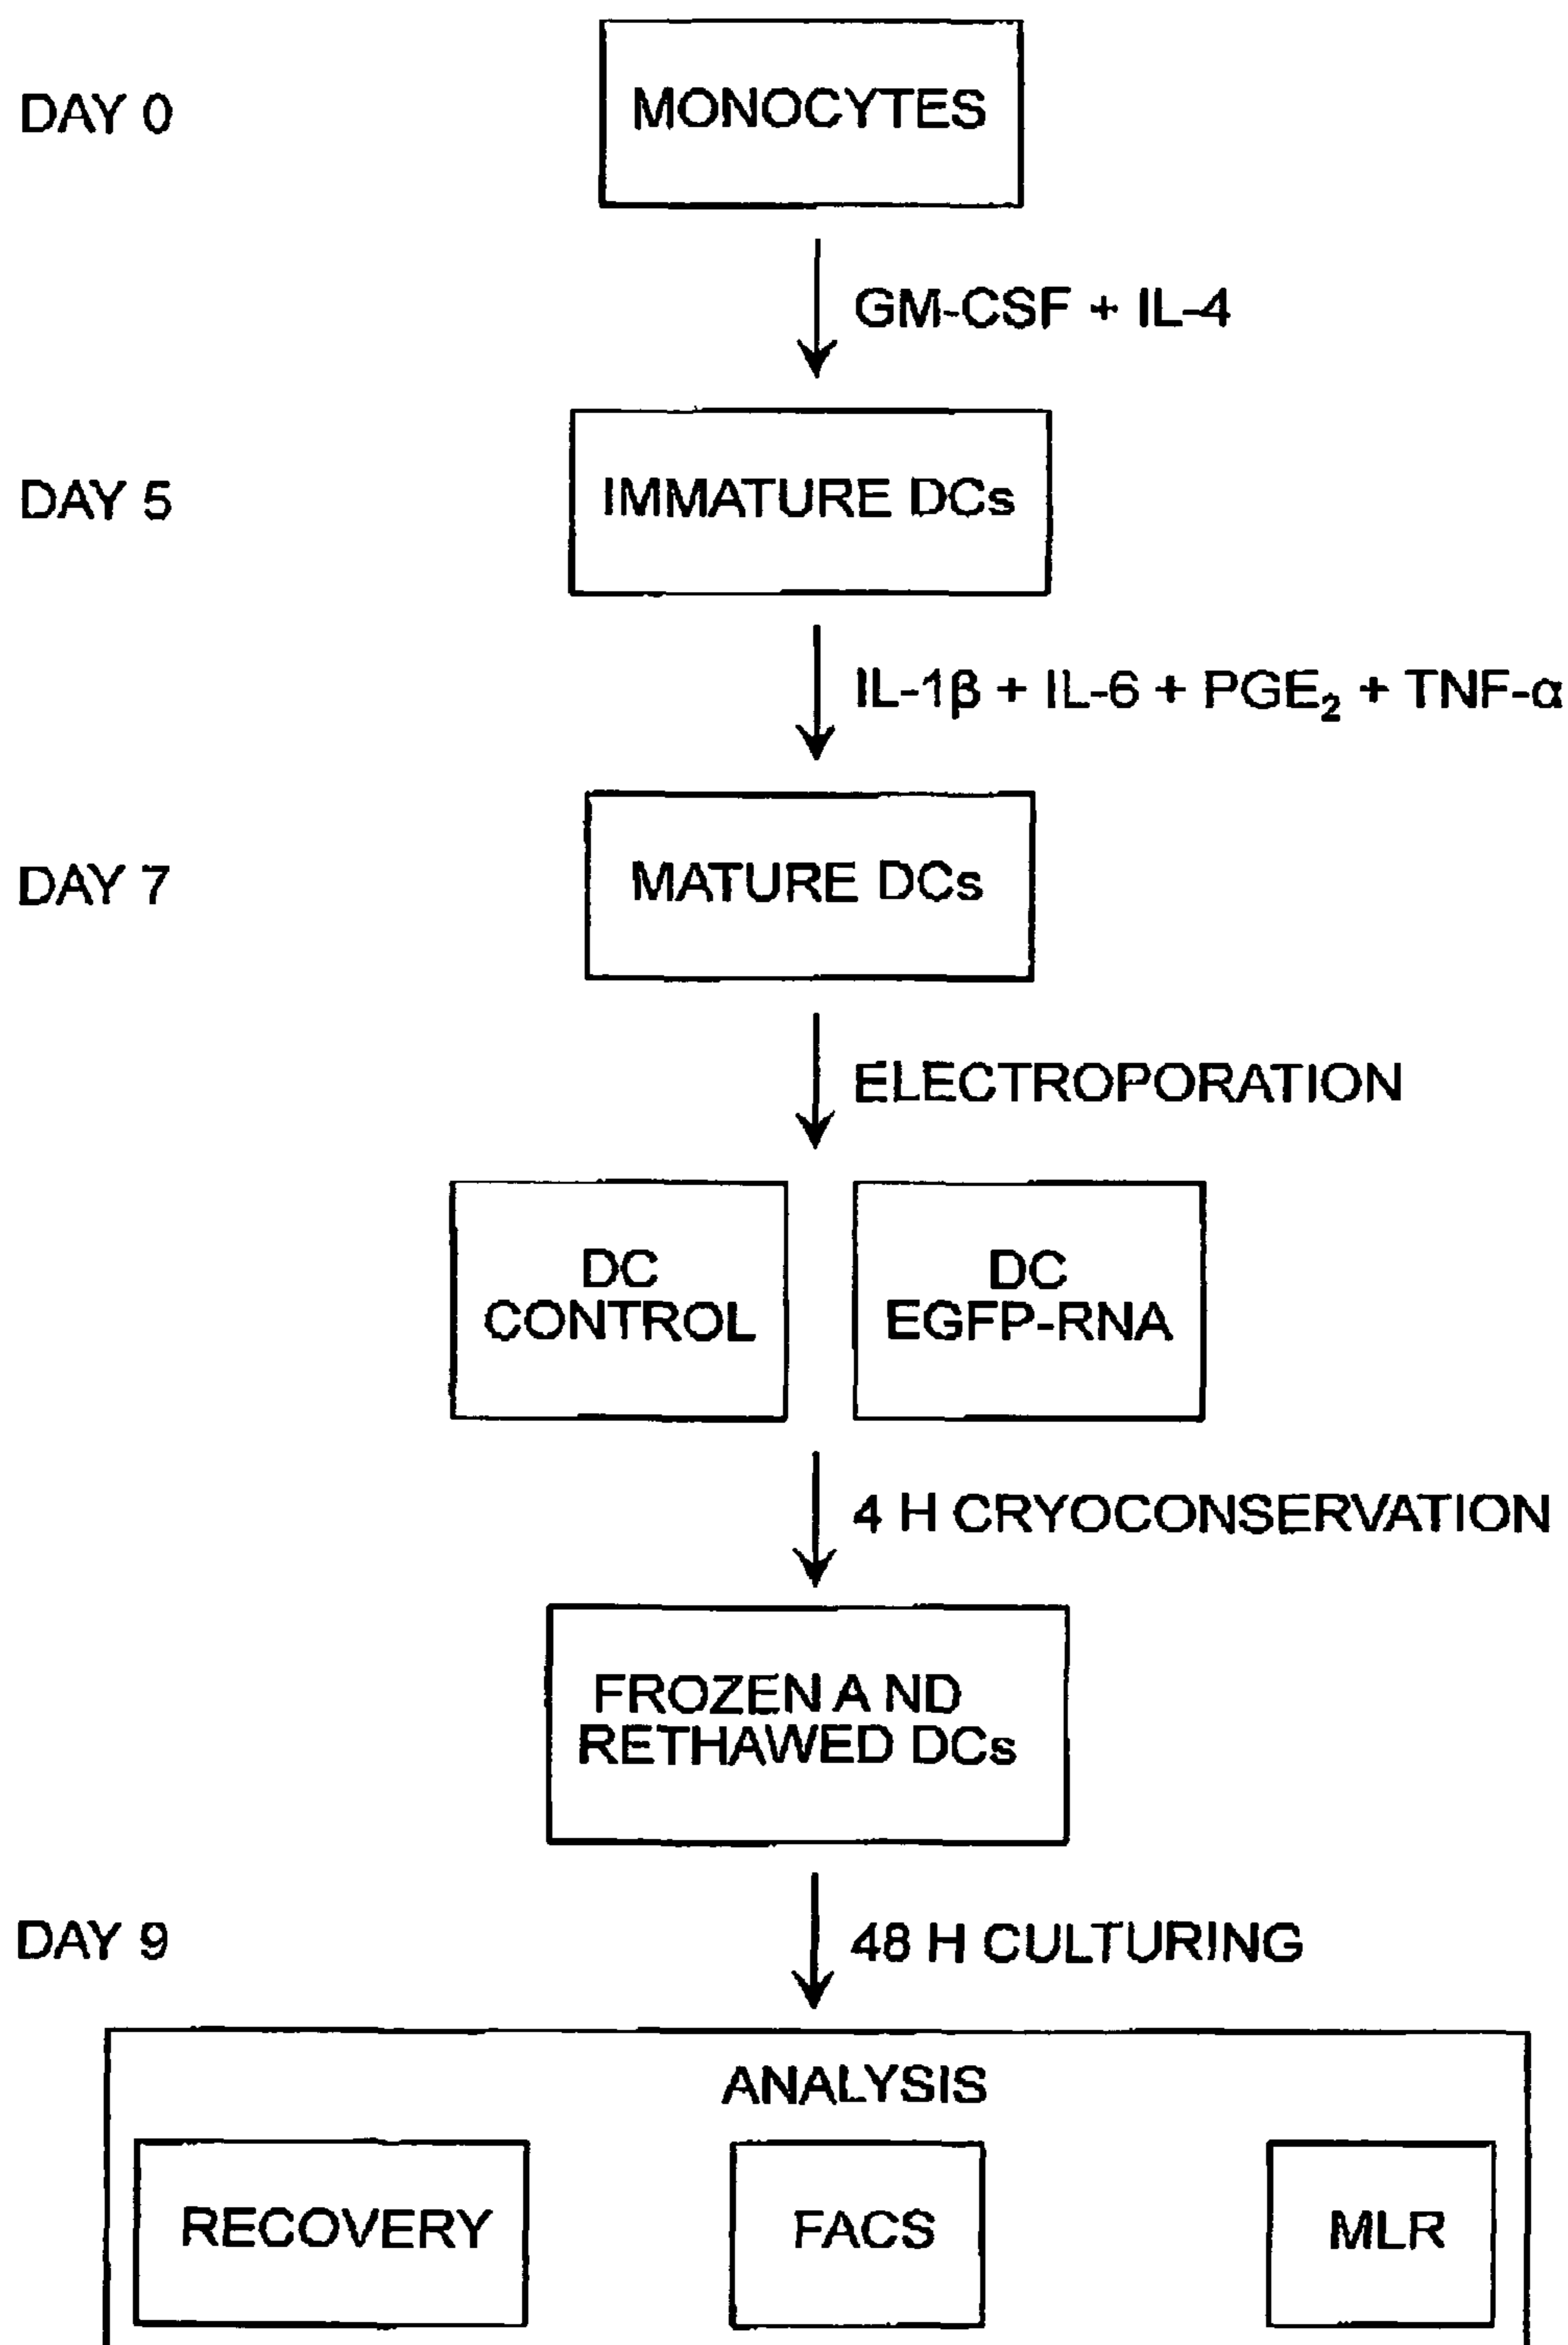 DAY 0
MONOCYTES
GM-CSF + IL-4
DAY 5
IMMATURE DCs
IL-1β + IL-6 + PGE₂ + TNF-α
DAY 7
MATURE DCs
ELECTROPORATION
DC
CONTROL
DC
EGFP-RNA
4 H CRYOCONSERVATION
FROZEN A ND
RETHAWED DCs
DAY 9
48 H CULTURING
ANALYSIS
RECOVERY
FACS
MLR